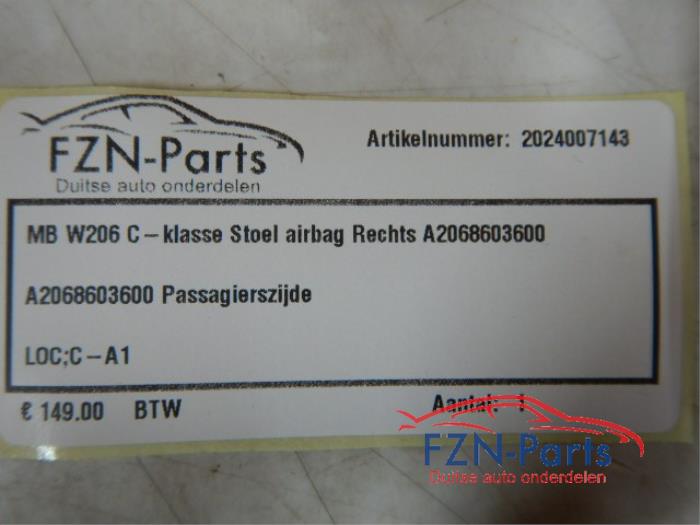 FZN-Parts
Duitse auto onderdelen
Artikelnummer: 2024007143
MB W206 C-klasse Stoel airbag Rechts A2068603600
A2068603600 Passagierszijde
LOC;C-A1
€ 149.00 BTW
Aantal: 1
FZN-Parts
Duitse auto onderdelen